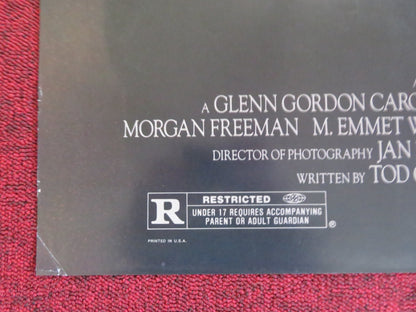 A GLENN GORDON CARO
MORGAN FREEMAN M. EMMET W
DIRECTOR OF PHOTOGRAPHY JAN
WRITTEN BY TOD
R
RESTRICTED
UNDER 17 REQUIRES ACCOMPANYING
PARENT OR ADULT GUARDIAN
®
PRINTED IN U.S.A.